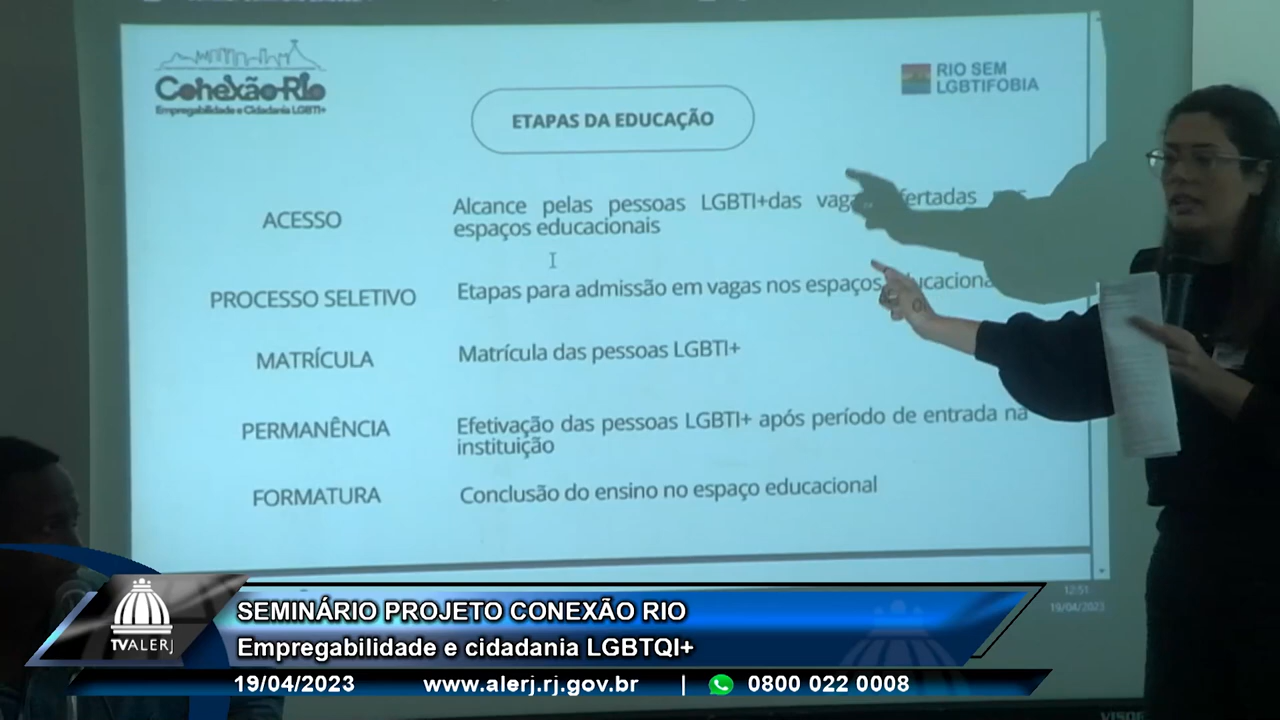 Conexão Rio
Empregabilidade e Cidadania LGBTI+
RIO SEM
LGBTIFOBIA
ETAPAS DA EDUCAÇÃO
ACESSO
Alcance pelas pessoas LGBTI+das
espaços educacionais
PROCESSO SELETIVO
Etapas para admissão em vagas nos espaços
MATRÍCULA
Matrícula das pessoas LGBTI+
PERMANÊNCIA
Efetivação das pessoas LGBTI+ após período de entrada na
instituição
FORMATURA
Conclusão do ensino no espaço educacional
12:51
19/04/2023
TVALERJ
SEMINÁRIO PROJETO CONEXÃO RIO
Empregabilidade e cidadania LGBTQI+
19/04/2023 www.alerj.rj.gov.br | 0800 022 0008